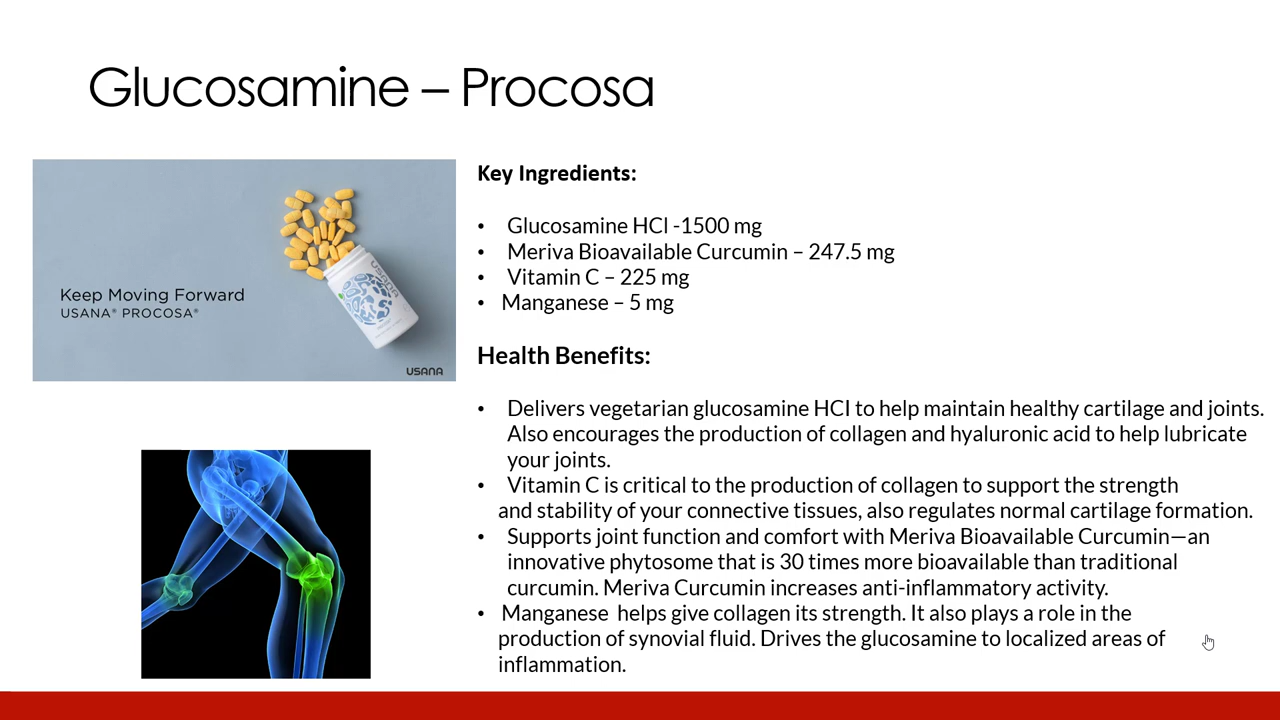 Glucosamine – Procosa
Keep Moving Forward
USANA® PROCOSA®
USANA
USANA
Key Ingredients:
• Glucosamine HCl -1500 mg
• Meriva Bioavailable Curcumin – 247.5 mg
• Vitamin C – 225 mg
• Manganese – 5 mg
Health Benefits:
• Delivers vegetarian glucosamine HCl to help maintain healthy cartilage and joints.
Also encourages the production of collagen and hyaluronic acid to help lubricate
your joints.
• Vitamin C is critical to the production of collagen to support the strength
and stability of your connective tissues, also regulates normal cartilage formation.
• Supports joint function and comfort with Meriva Bioavailable Curcumin—an
innovative phytosome that is 30 times more bioavailable than traditional
curcumin. Meriva Curcumin increases anti-inflammatory activity.
• Manganese helps give collagen its strength. It also plays a role in the
production of synovial fluid. Drives the glucosamine to localized areas of
inflammation.